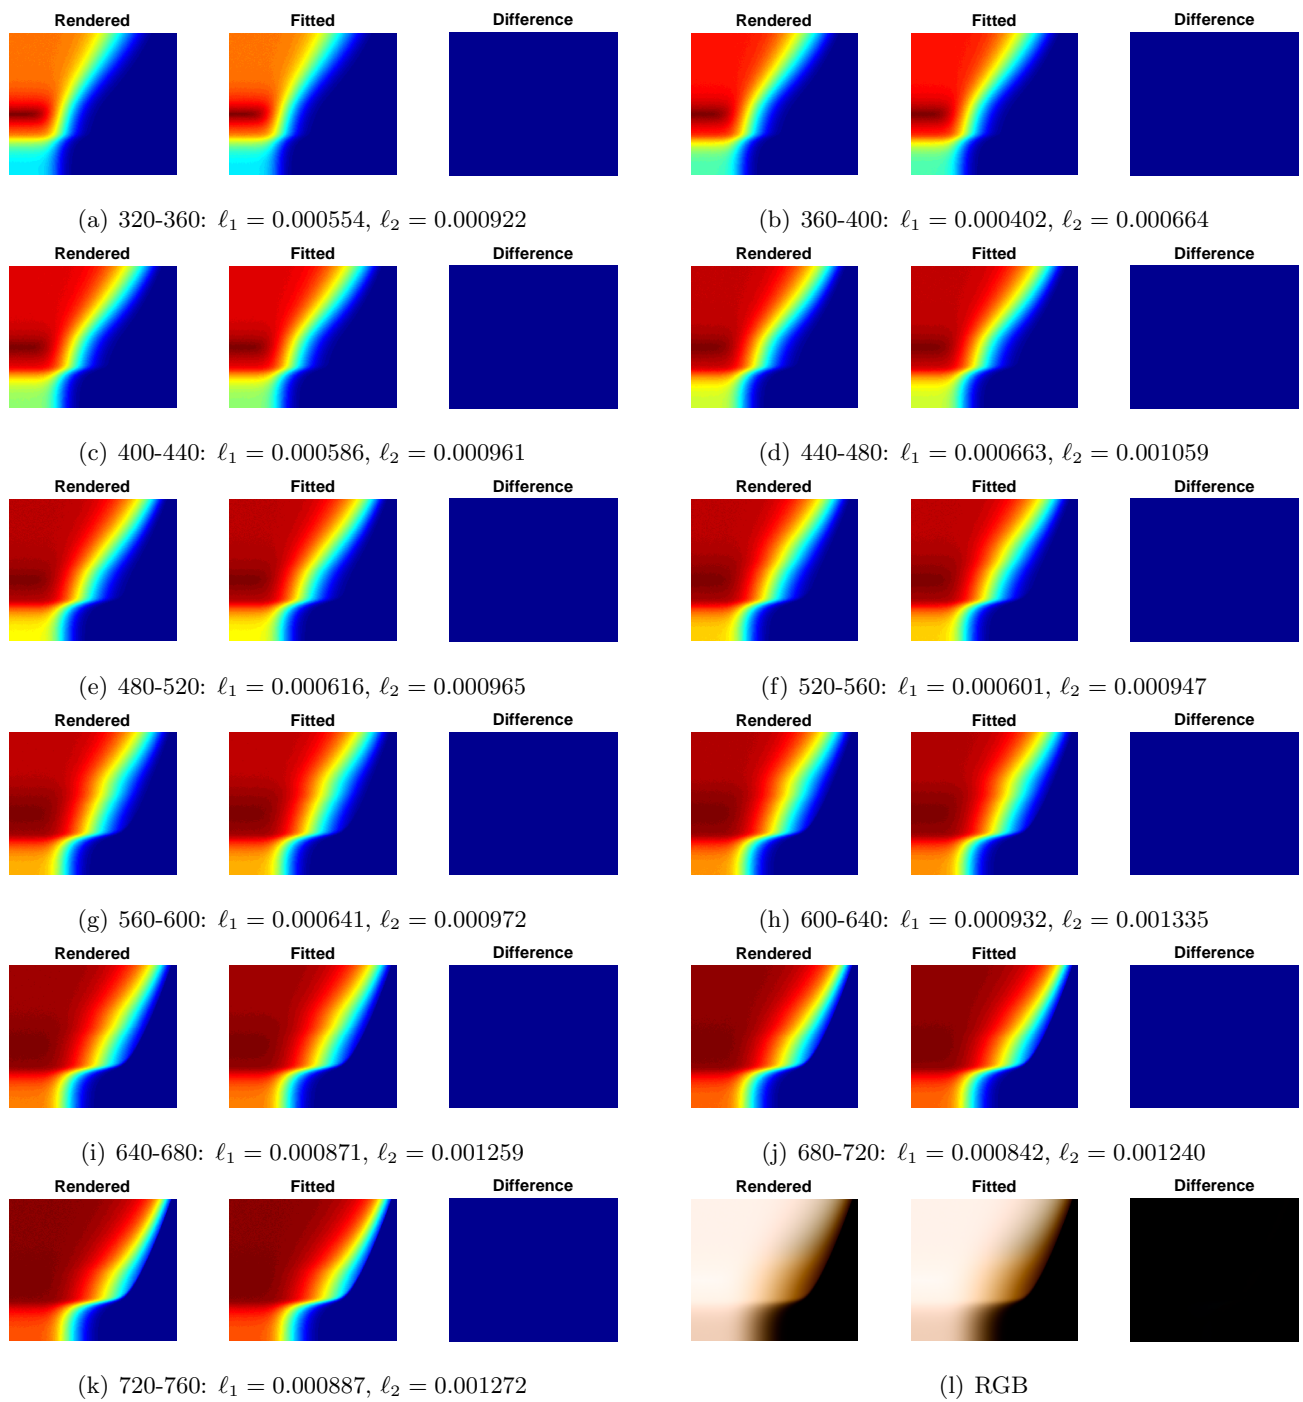 Rendered Fitted Difference Rendered Fitted Difference
(a) 320-360: ℓ₁ = 0.000554, ℓ₂ = 0.000922 (b) 360-400: ℓ₁ = 0.000402, ℓ₂ = 0.000664
Rendered Fitted Difference Rendered Fitted Difference
(c) 400-440: ℓ₁ = 0.000586, ℓ₂ = 0.000961 (d) 440-480: ℓ₁ = 0.000663, ℓ₂ = 0.001059
Rendered Fitted Difference Rendered Fitted Difference
(e) 480-520: ℓ₁ = 0.000616, ℓ₂ = 0.000965 (f) 520-560: ℓ₁ = 0.000601, ℓ₂ = 0.000947
Rendered Fitted Difference Rendered Fitted Difference
(g) 560-600: ℓ₁ = 0.000641, ℓ₂ = 0.000972 (h) 600-640: ℓ₁ = 0.000932, ℓ₂ = 0.001335
Rendered Fitted Difference Rendered Fitted Difference
(i) 640-680: ℓ₁ = 0.000871, ℓ₂ = 0.001259 (j) 680-720: ℓ₁ = 0.000842, ℓ₂ = 0.001240
Rendered Fitted Difference Rendered Fitted Difference
(k) 720-760: ℓ₁ = 0.000887, ℓ₂ = 0.001272 (l) RGB